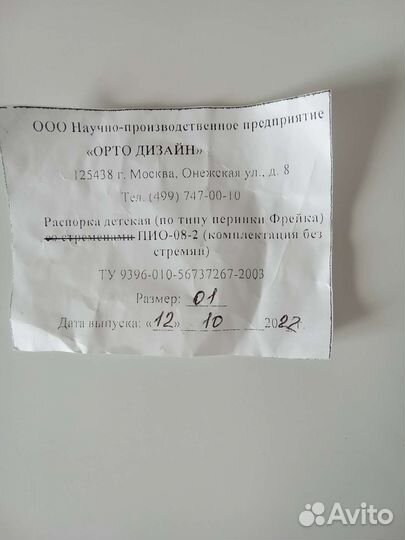 ООО Научно-производственное предприятие
«ОРТО ДИЗАЙН»
125438 г. Москва, Онежская ул., д. 8
Тел. (499) 747-00-10
Распорка детская (по типу перинки Фрейка)
со стременами ПИО-08-2 (комплектация без
стремян)
ТУ 9396-010-56737267-2003
Размер: 01
Дата выпуска: «12» 10 2022г.
Avito